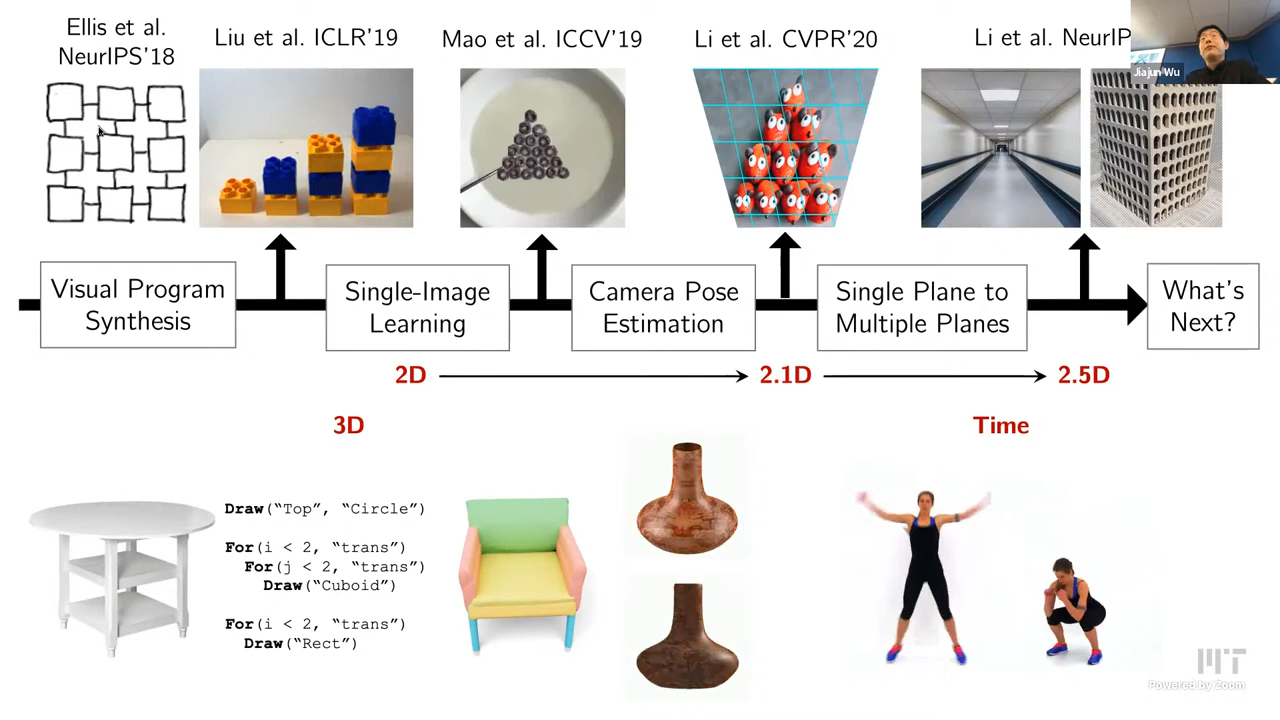 Ellis et al.
NeurIPS'18
Liu et al. ICLR'19
Mao et al. ICCV'19
Li et al. CVPR'20
Li et al. NeurIP
Jiajun Wu
Visual Program
Synthesis
Single-Image
Learning
Camera Pose
Estimation
Single Plane to
Multiple Planes
What's
Next?
2D
2.1D
2.5D
3D
Time
Draw("Top", "Circle")
For(i < 2, "trans")
For(j < 2, "trans")
Draw("Cuboid")
For(i < 2, "trans")
Draw("Rect")
MIT
Powered by Zoom